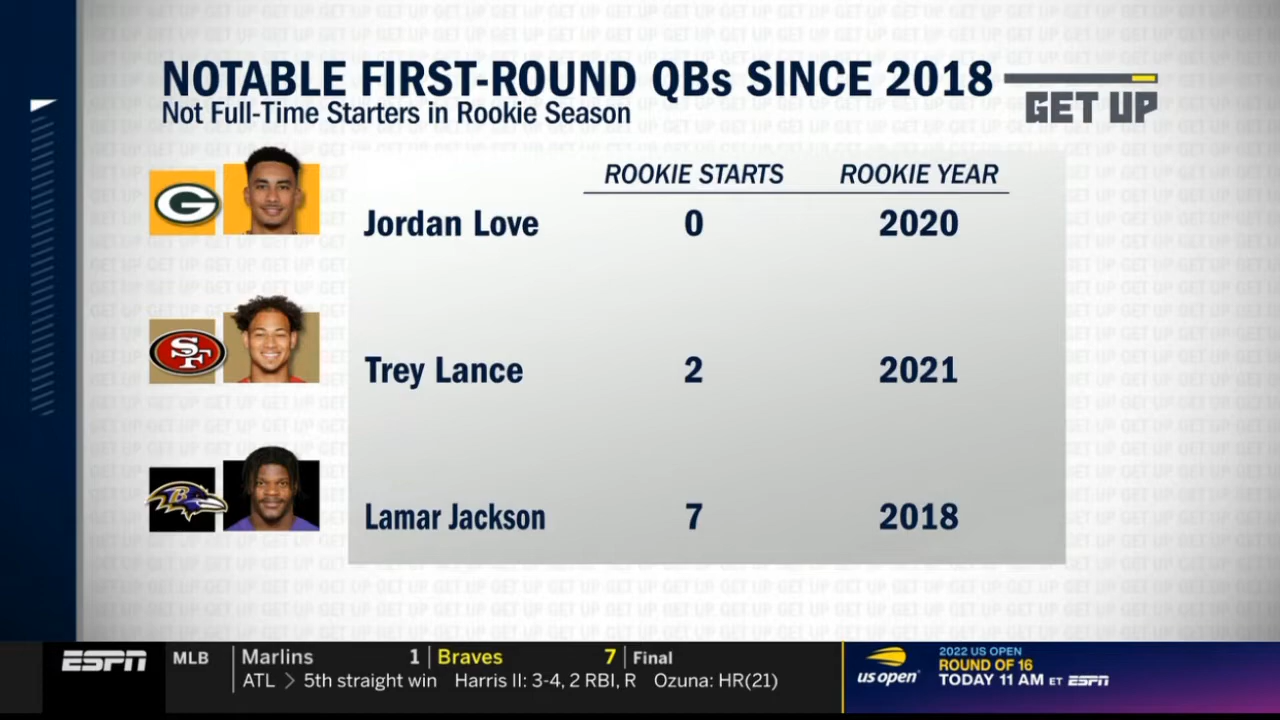 NOTABLE FIRST-ROUND QBs SINCE 2018
Not Full-Time Starters in Rookie Season
GET UP
ROOKIE STARTS ROOKIE YEAR
G
Jordan Love 0 2020
SF
Trey Lance 2 2021
B
Lamar Jackson 7 2018
ESPN MLB Marlins 1 Braves 7 Final
ATL > 5th straight win Harris II: 3-4, 2 RBI, R Ozuna: HR(21)
us open
2022 US OPEN
ROUND OF 16
TODAY 11 AM ET ESPN